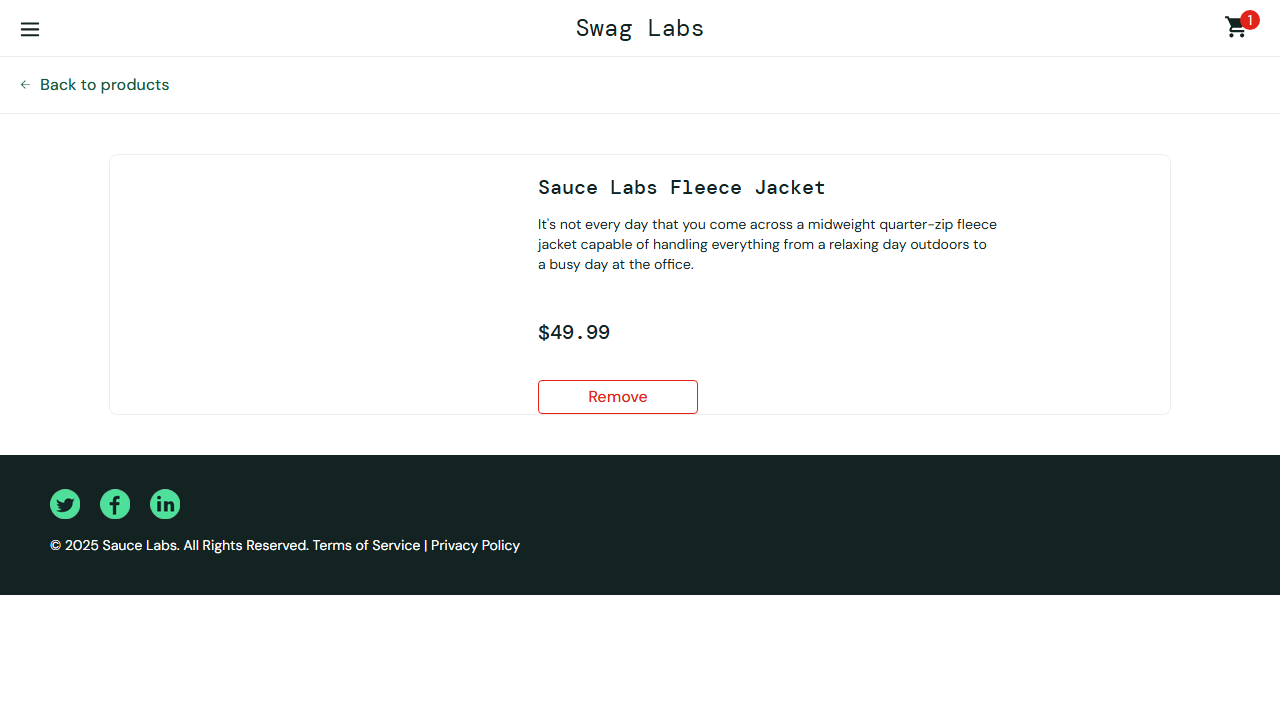 Swag Labs
1
Back to products
Sauce Labs Fleece Jacket
It's not every day that you come across a midweight quarter-zip fleece
jacket capable of handling everything from a relaxing day outdoors to
a busy day at the office.
$49.99
Remove
© 2025 Sauce Labs. All Rights Reserved. Terms of Service | Privacy Policy